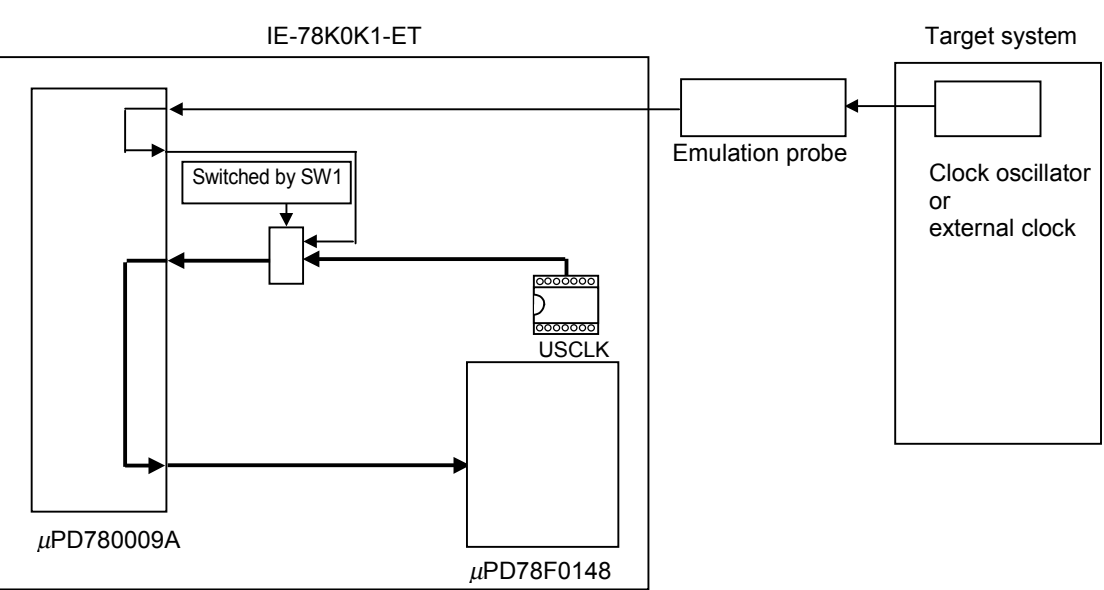 IE-78K0K1-ET
Target system
Emulation probe
Switched by SW1
Clock oscillator
or
external clock
USCLK
μPD780009A
μPD78F0148